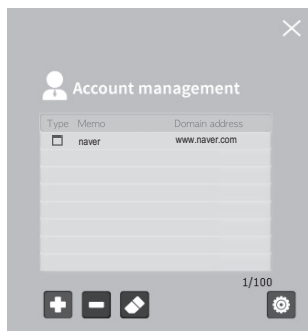 Account management
Type Memo Domain address
naver www.naver.com
1/100